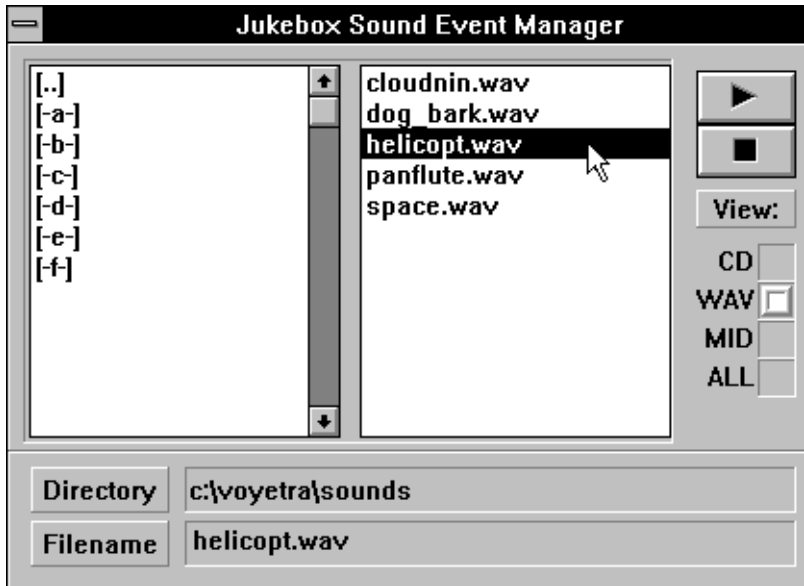 Jukebox Sound Event Manager
[..]
[-a-]
[-b-]
[-c-]
[-d-]
[-e-]
[-f-]
cloudnin.wav
dog_bark.wav
helicopt.wav
panflute.wav
space.wav
View:
CD
WAV
MID
ALL
Directory c:\voyetra\sounds
Filename helicopt.wav